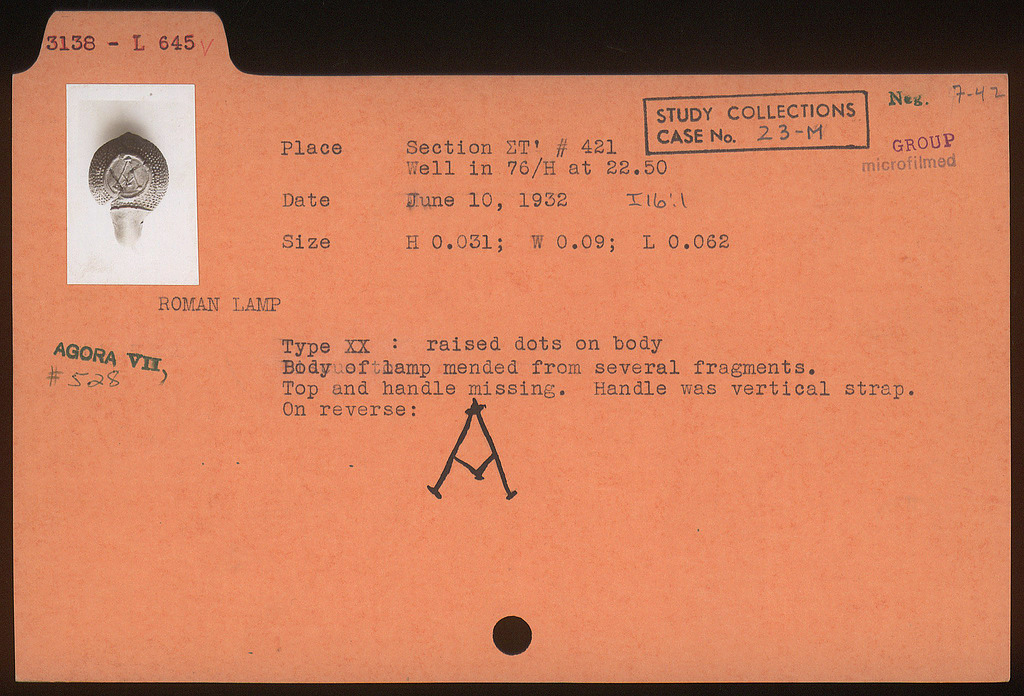 3138 - L 645 √
Neg. 7-42
STUDY COLLECTIONS
CASE No. 23-M
GROUP
microfilmed
Place Section ΣT' # 421
Well in 76/H at 22.50
Date June 10, 1932 I 16:1
Size H 0.031; W 0.09; L 0.062
ROMAN LAMP
AGORA VII,
# 528
Type XX : raised dots on body
Body of lamp mended from several fragments.
Top and handle missing. Handle was vertical strap.
On reverse:
A